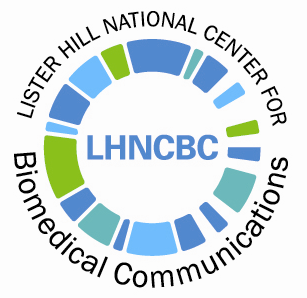 LISTER HILL NATIONAL CENTER FOR
LHNCBC
Biomedical Communications